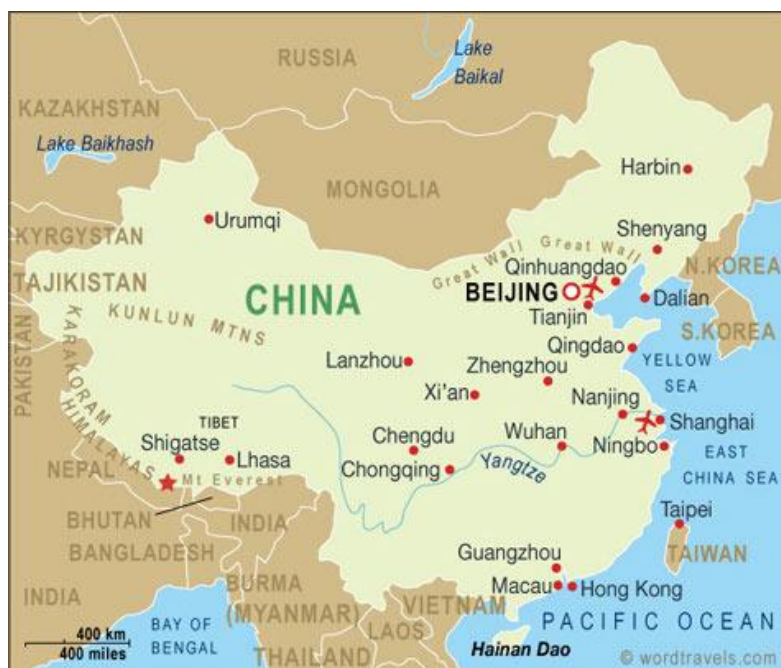 RUSSIA
Lake
Baikal
KAZAKHSTAN
Lake Baikhash
MONGOLIA
Harbin
Urumqi
KYRGYSTAN
Shenyang
Great Wall Great Wall
TAJIKISTAN
Qinhuangdao
N.KOREA
CHINA
BEIJING
Dalian
KUNLUN MTNS
Tianjin
S.KOREA
KARAKORAM
PAKISTAN
Qingdao
Lanzhou
Zhengzhou
YELLOW
SEA
Xi'an
HIMALAYAS
TIBET
Nanjing
Shanghai
Shigatse
Chengdu
Wuhan
Ningbo
EAST
CHINA SEA
Lhasa
NEPAL
Chongqing
Yangtze
Mt Everest
BHUTAN
INDIA
Taipei
BANGLADESH
Guangzhou
TAIWAN
INDIA
BURMA
(MYANMAR)
Macau
Hong Kong
VIETNAM
PACIFIC OCEAN
BAY OF
BENGAL
LAOS
400 km
400 miles
THAILAND
Hainan Dao
© wordtravels.com